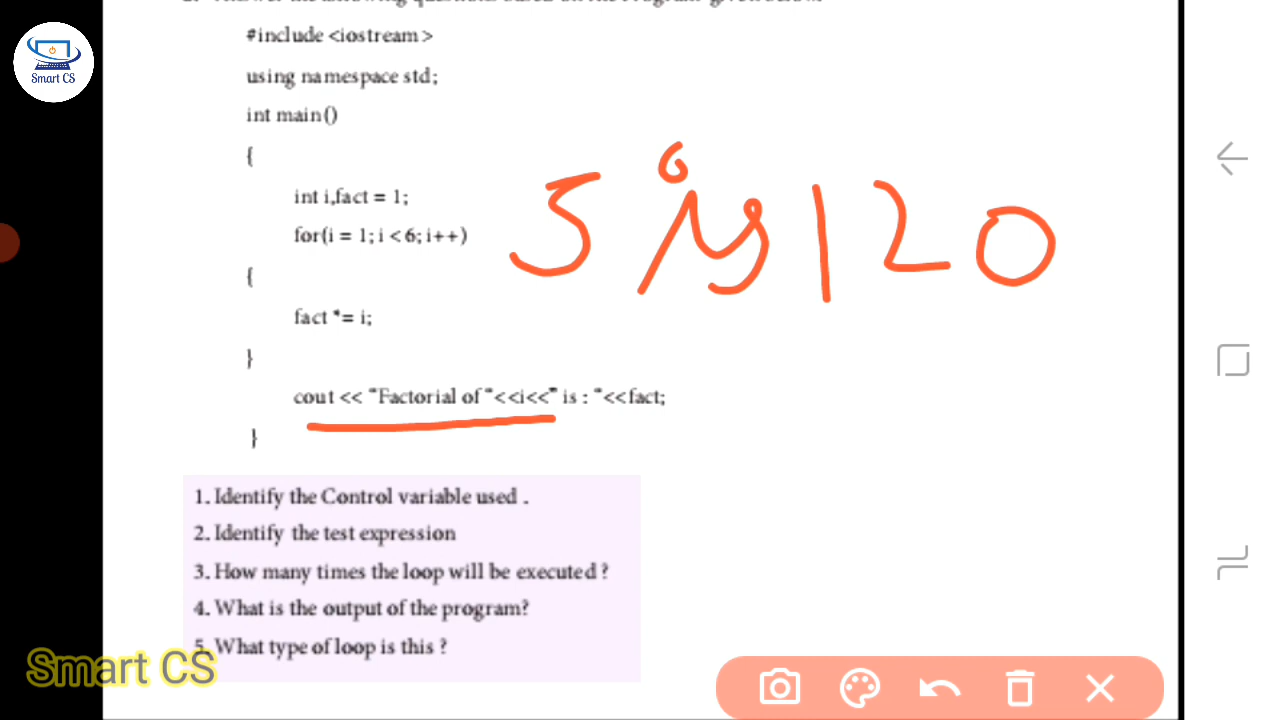 Smart CS
#include <iostream>
using namespace std;
int main()
{
int i,fact = 1;
for(i = 1; i < 6; i++)
{
fact *= i;
}
cout << "Factorial of "<<i<<" is : "<<fact;
}
5 is 120
1. Identify the Control variable used .
2. Identify the test expression
3. How many times the loop will be executed ?
4. What is the output of the program?
5. What type of loop is this ?
Smart CS